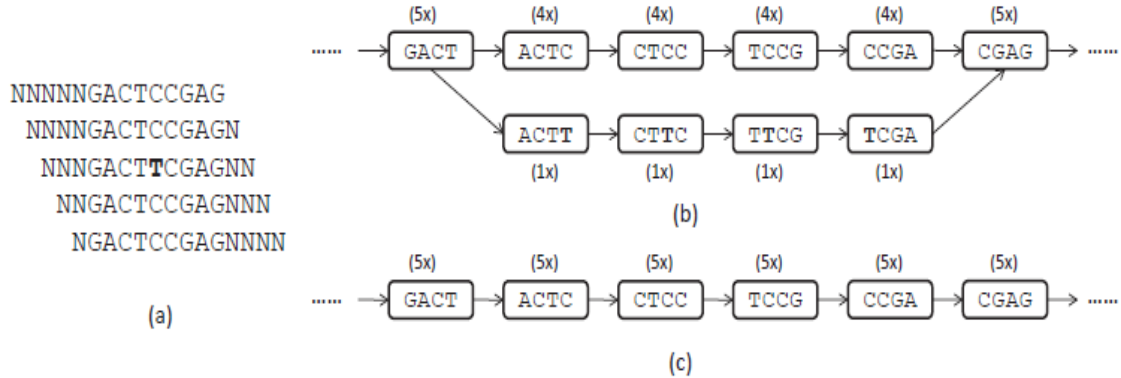 NNNNNGACTCCGAG
NNNNGACTCCGAGN
NNNGACTTCGAGNN
NNGACTCCGAGNNN
NGACTCCGAGNNNN
(a)
(5x) (4x) (4x) (4x) (4x) (5x)
...... GACT ACTC CTCC TCCG CCGA CGAG ......
ACTT CTTC TTCG TCGA
(1x) (1x) (1x) (1x)
(b)
(5x) (5x) (5x) (5x) (5x) (5x)
...... GACT ACTC CTCC TCCG CCGA CGAG ......
(c)